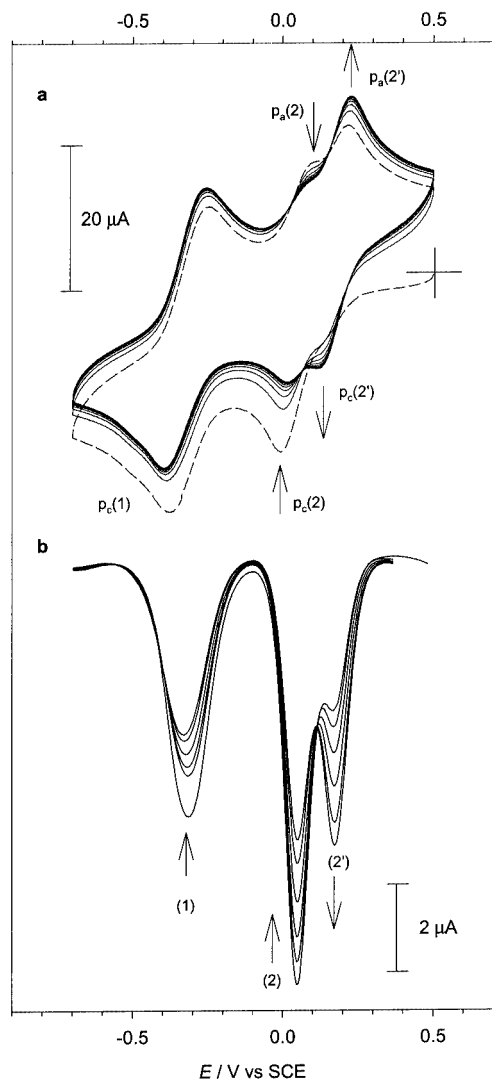 -0.5 0.0 0.5
a
pa(2')
pa(2)
20 μA
pc(2')
pc(1)
pc(2)
b
(2')
(1)
(2)
2 μA
-0.5 0.0 0.5
E / V vs SCE